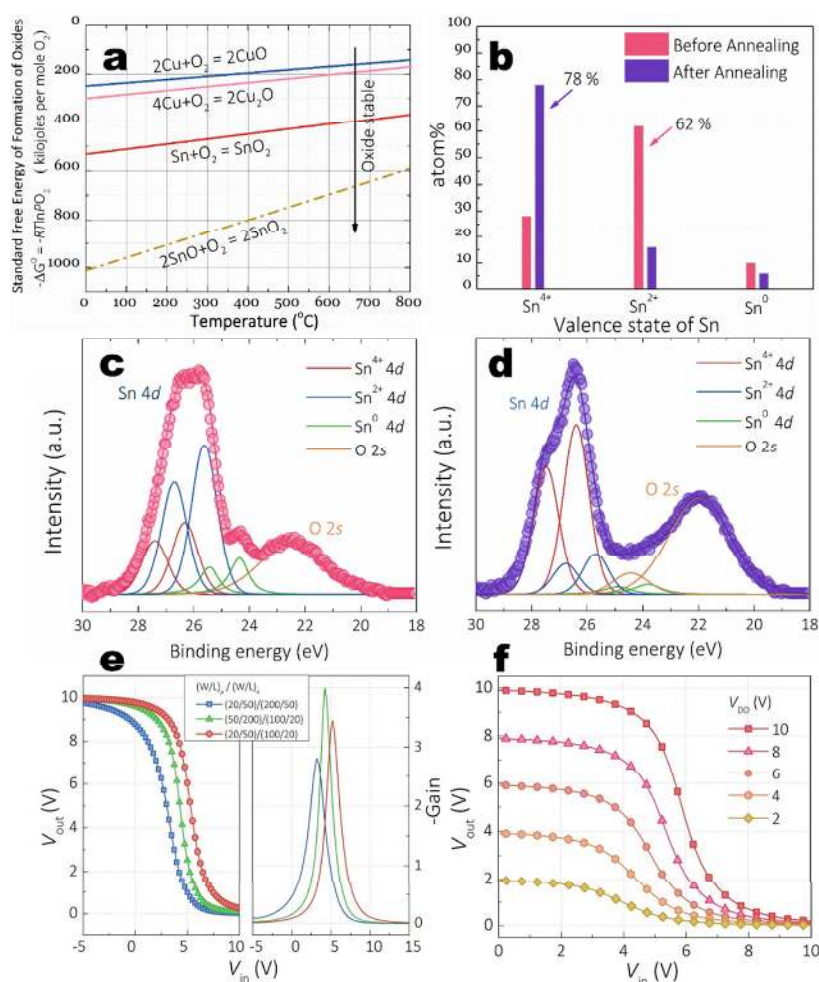 a
Standard Free Energy of Formation of Oxides
-ΔG⁰ = -RTlnPO₂ ( kilojoles per mole O₂ )
0
200
400
600
800
1000
2Cu+O₂ = 2CuO
4Cu+O₂ = 2Cu₂O
Sn+O₂ = SnO₂
2SnO+O₂ = 2SnO₂
Oxide stable
0 100 200 300 400 500 600 700 800
Temperature (°C)
b
Before Annealing
After Annealing
78 %
62 %
atom%
100
90
80
70
60
50
40
30
20
10
0
Sn⁴⁺ Sn²⁺ Sn⁰
Valence state of Sn
c
Sn 4d
Sn⁴⁺ 4d
Sn²⁺ 4d
Sn⁰ 4d
O 2s
O 2s
Intensity (a.u.)
30 28 26 24 22 20 18
Binding energy (eV)
d
Sn 4d
Sn⁴⁺ 4d
Sn²⁺ 4d
Sn⁰ 4d
O 2s
O 2s
Intensity (a.u.)
30 28 26 24 22 20 18
Binding energy (eV)
e
(W/L)p / (W/L)n
(20/50)/(200/50)
(50/200)/(100/20)
(20/50)/(100/20)
Vout (V)
10
8
6
4
2
0
-5 0 5 10
-5 0 5 10 15
Vin (V)
-Gain
4
3
2
1
0
f
VDD (V)
10
8
6
4
2
Vout (V)
10
8
6
4
2
0
0 2 4 6 8 10
Vin (V)